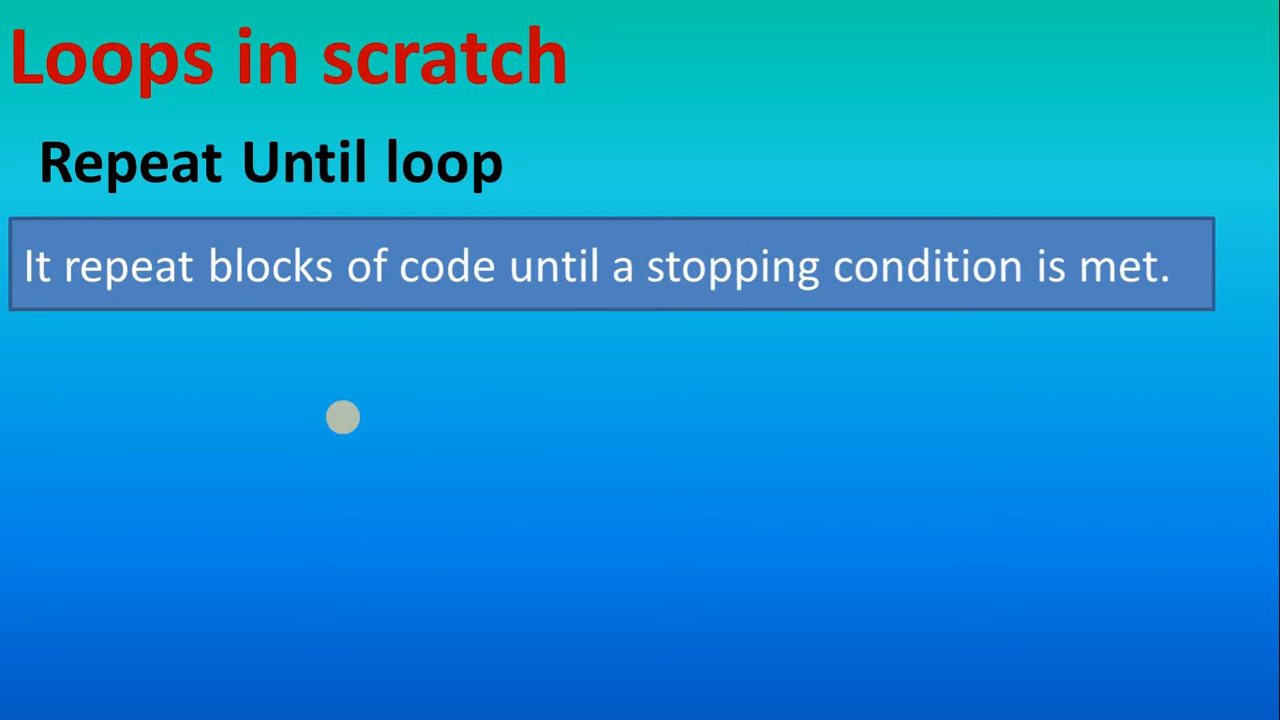 Loops in scratch
Repeat Until loop
It repeat blocks of code until a stopping condition is met.